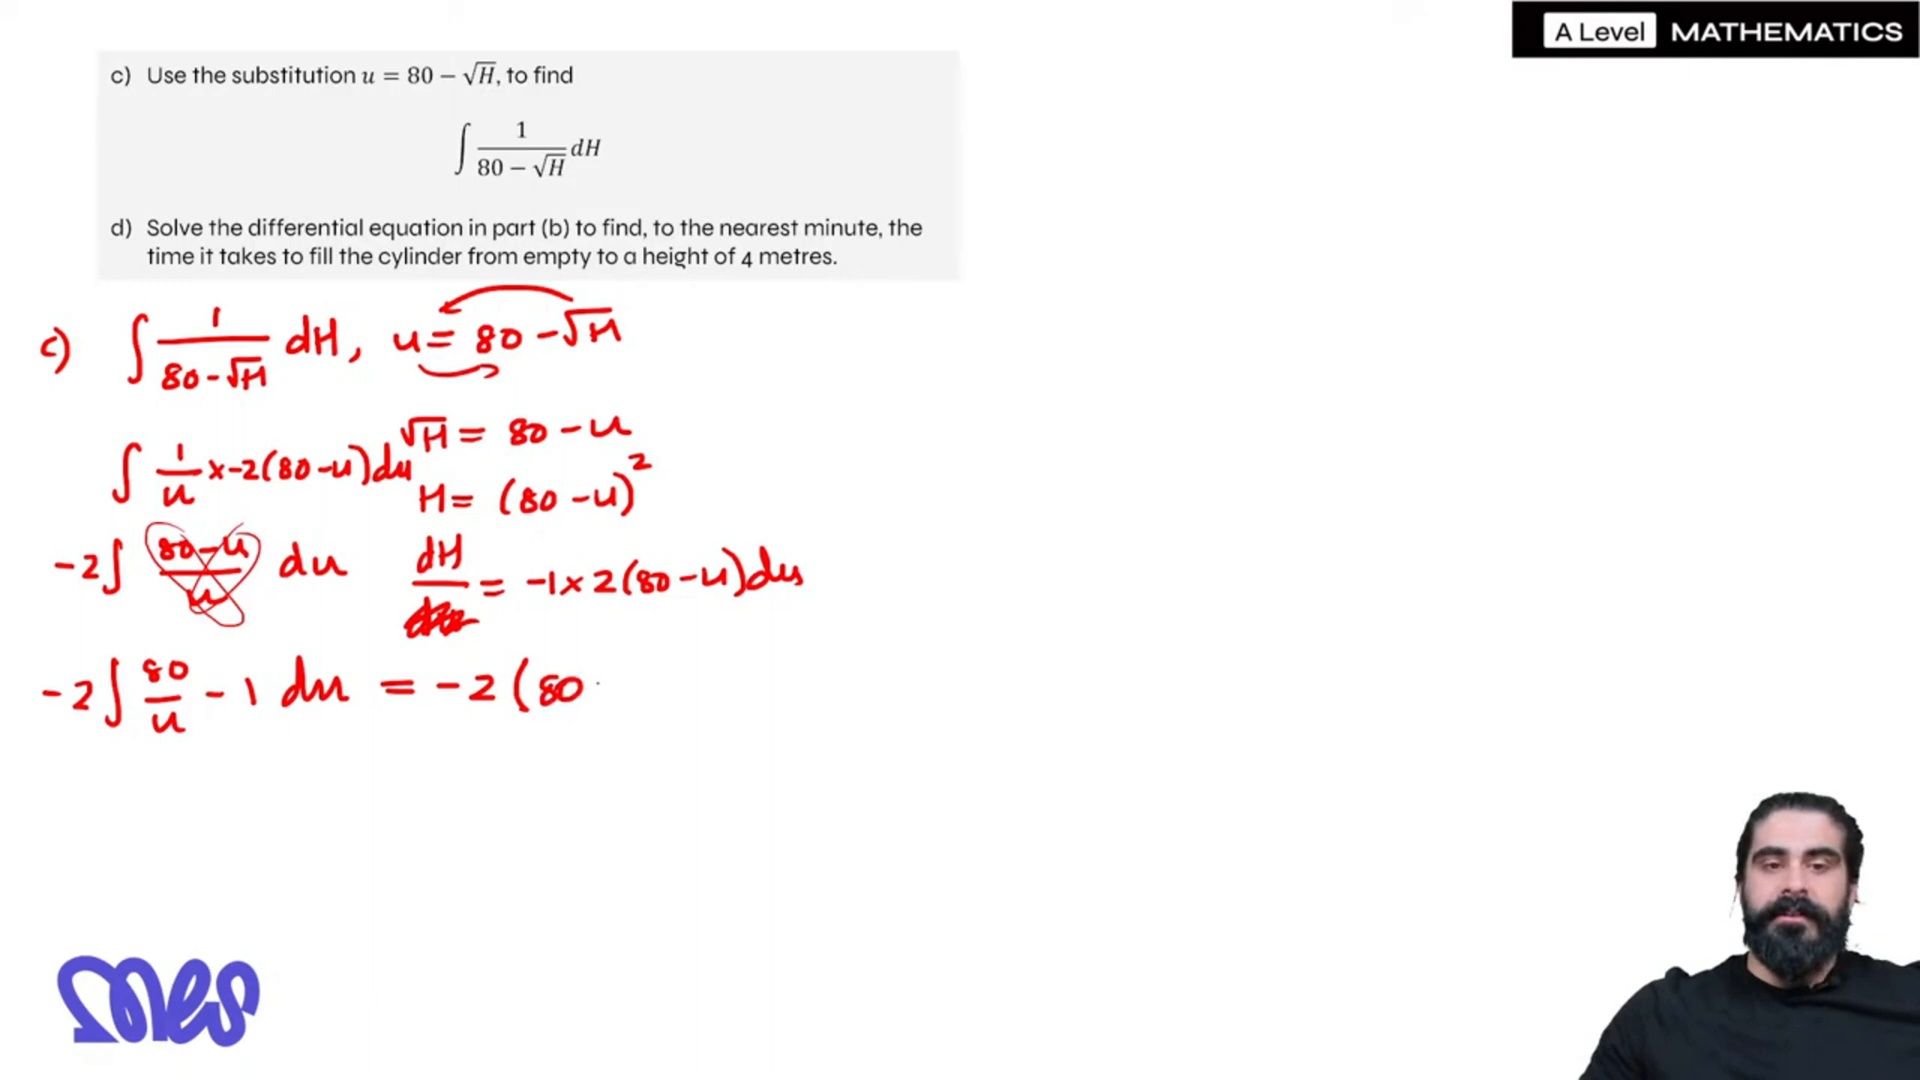 A Level MATHEMATICS
c) Use the substitution u = 80 − √H, to find
∫ 1/(80 − √H) dH
d) Solve the differential equation in part (b) to find, to the nearest minute, the
time it takes to fill the cylinder from empty to a height of 4 metres.
c) ∫ 1/(80-√H) dH, u = 80 -√H
√H = 80 - u
∫ 1/u x -2(80-u)du
H = (80 - u)²
-2∫ (80-u)/u du
dH = -1 x 2(80-u)du
-2∫ 80/u - 1 du = -2(80
mes